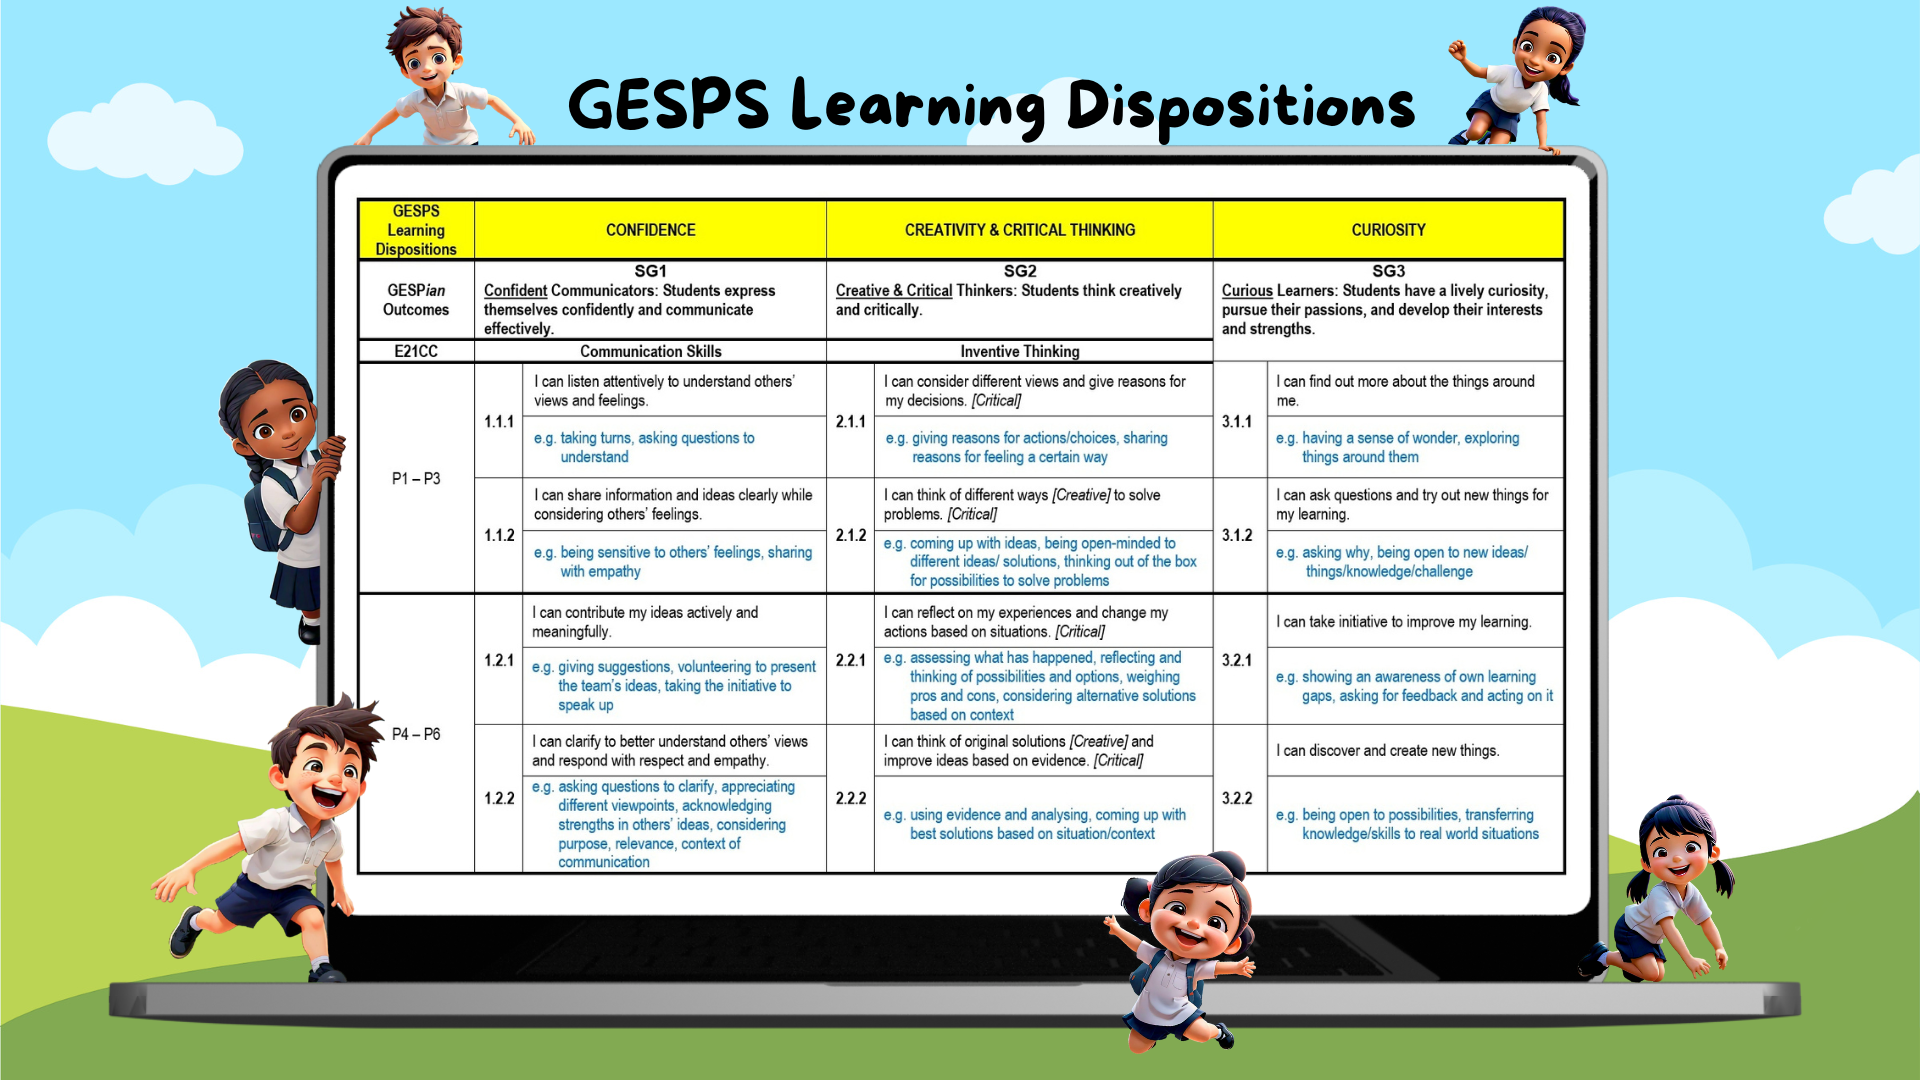 GESPS Learning Dispositions
GESPS
Learning
Dispositions
CONFIDENCE
CREATIVITY & CRITICAL THINKING
CURIOSITY
GESPian
Outcomes
SG1
Confident Communicators: Students express
themselves confidently and communicate
effectively.
SG2
Creative & Critical Thinkers: Students think creatively
and critically.
SG3
Curious Learners: Students have a lively curiosity,
pursue their passions, and develop their interests
and strengths.
E21CC
Communication Skills
Inventive Thinking
P1 – P3
1.1.1
I can listen attentively to understand others’
views and feelings.
e.g. taking turns, asking questions to
understand
2.1.1
I can consider different views and give reasons for
my decisions. [Critical]
e.g. giving reasons for actions/choices, sharing
reasons for feeling a certain way
3.1.1
I can find out more about the things around
me.
e.g. having a sense of wonder, exploring
things around them
1.1.2
I can share information and ideas clearly while
considering others’ feelings.
e.g. being sensitive to others’ feelings, sharing
with empathy
2.1.2
I can think of different ways [Creative] to solve
problems. [Critical]
e.g. coming up with ideas, being open-minded to
different ideas/ solutions, thinking out of the box
for possibilities to solve problems
3.1.2
I can ask questions and try out new things for
my learning.
e.g. asking why, being open to new ideas/
things/knowledge/challenge
P4 – P6
1.2.1
I can contribute my ideas actively and
meaningfully.
e.g. giving suggestions, volunteering to present
the team’s ideas, taking the initiative to
speak up
2.2.1
I can reflect on my experiences and change my
actions based on situations. [Critical]
e.g. assessing what has happened, reflecting and
thinking of possibilities and options, weighing
pros and cons, considering alternative solutions
based on context
3.2.1
I can take initiative to improve my learning.
e.g. showing an awareness of own learning
gaps, asking for feedback and acting on it
1.2.2
I can clarify to better understand others’ views
and respond with respect and empathy.
e.g. asking questions to clarify, appreciating
different viewpoints, acknowledging
strengths in others’ ideas, considering
purpose, relevance, context of
communication
2.2.2
I can think of original solutions [Creative] and
improve ideas based on evidence. [Critical]
e.g. using evidence and analysing, coming up with
best solutions based on situation/context
3.2.2
I can discover and create new things.
e.g. being open to possibilities, transferring
knowledge/skills to real world situations